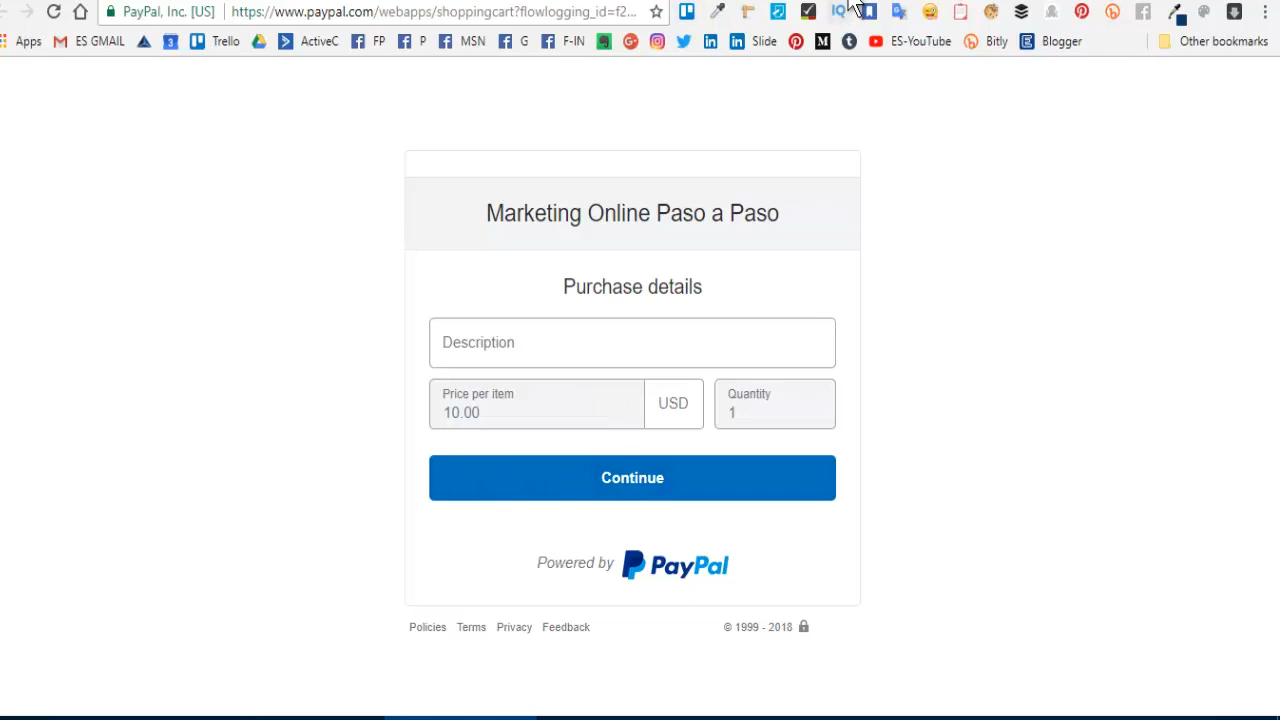 PayPal, Inc. [US] https://www.paypal.com/webapps/shoppingcart?flowlogging_id=f2... IQ
Apps ES GMAIL 3 Trello ActiveC FP P MSN G F-IN Slide M t ES-YouTube Bitly E Blogger Other bookmarks
Marketing Online Paso a Paso
Purchase details
Description
Price per item
10.00
USD
Quantity
1
Continue
Powered by PayPal
Policies Terms Privacy Feedback © 1999 - 2018